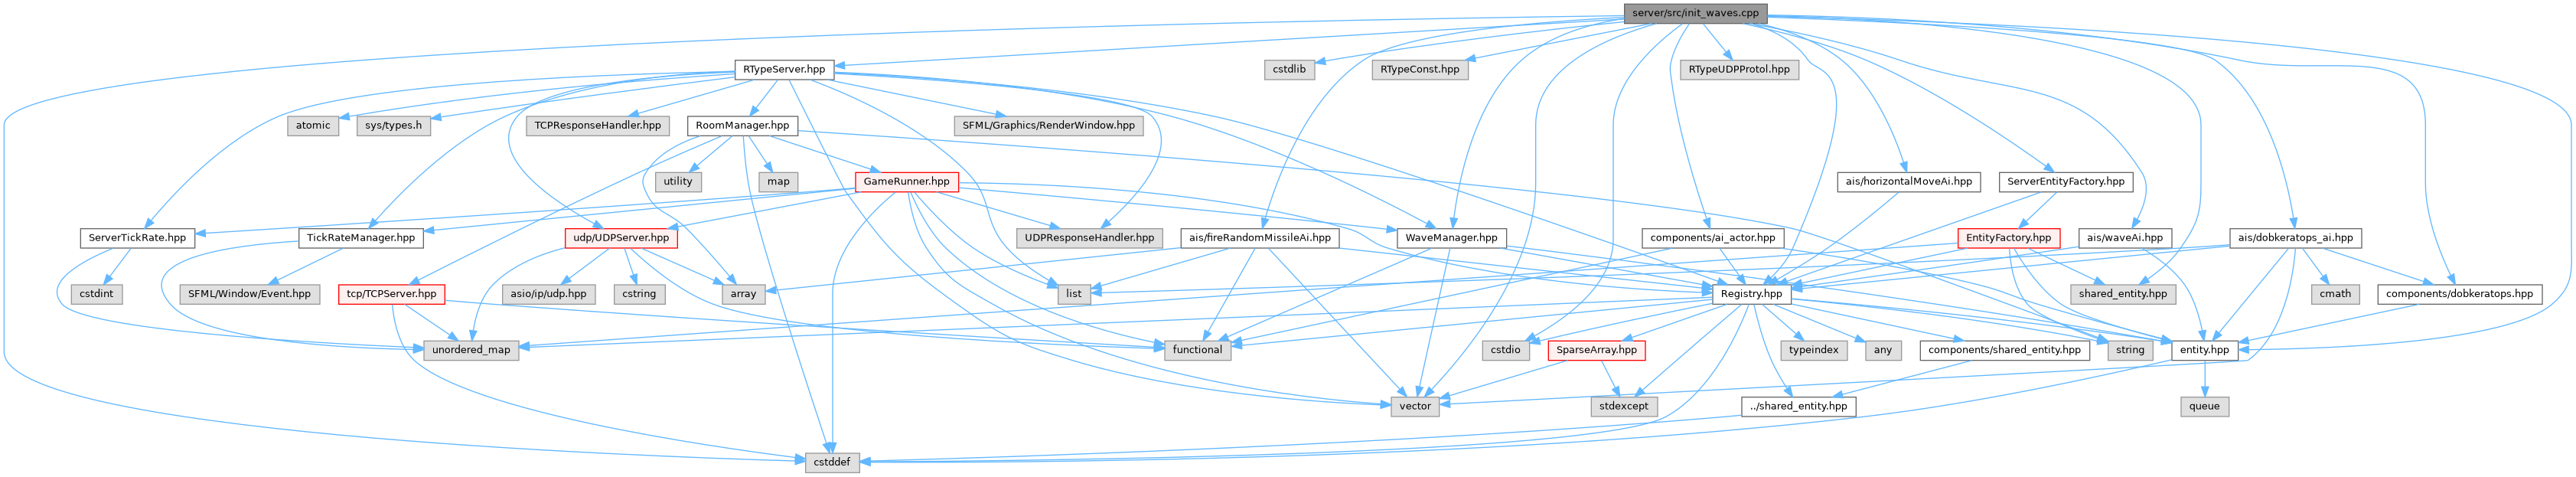 server/src/init_waves.cpp
RTypeServer.hpp
cstdlib
RTypeConst.hpp
RTypeUDPProtol.hpp
atomic
sys/types.h
TCPResponseHandler.hpp
RoomManager.hpp
SFML/Graphics/RenderWindow.hpp
utility
map
GameRunner.hpp
ais/horizontalMoveAi.hpp
ServerEntityFactory.hpp
ServerTickRate.hpp
TickRateManager.hpp
udp/UDPServer.hpp
UDPResponseHandler.hpp
ais/fireRandomMissileAi.hpp
WaveManager.hpp
components/ai_actor.hpp
EntityFactory.hpp
ais/waveAi.hpp
ais/dobkeratops_ai.hpp
cstdint
SFML/Window/Event.hpp
tcp/TCPServer.hpp
asio/ip/udp.hpp
cstring
array
list
Registry.hpp
shared_entity.hpp
cmath
components/dobkeratops.hpp
unordered_map
functional
cstdio
SparseArray.hpp
typeindex
any
components/shared_entity.hpp
string
entity.hpp
vector
stdexcept
../shared_entity.hpp
queue
cstddef